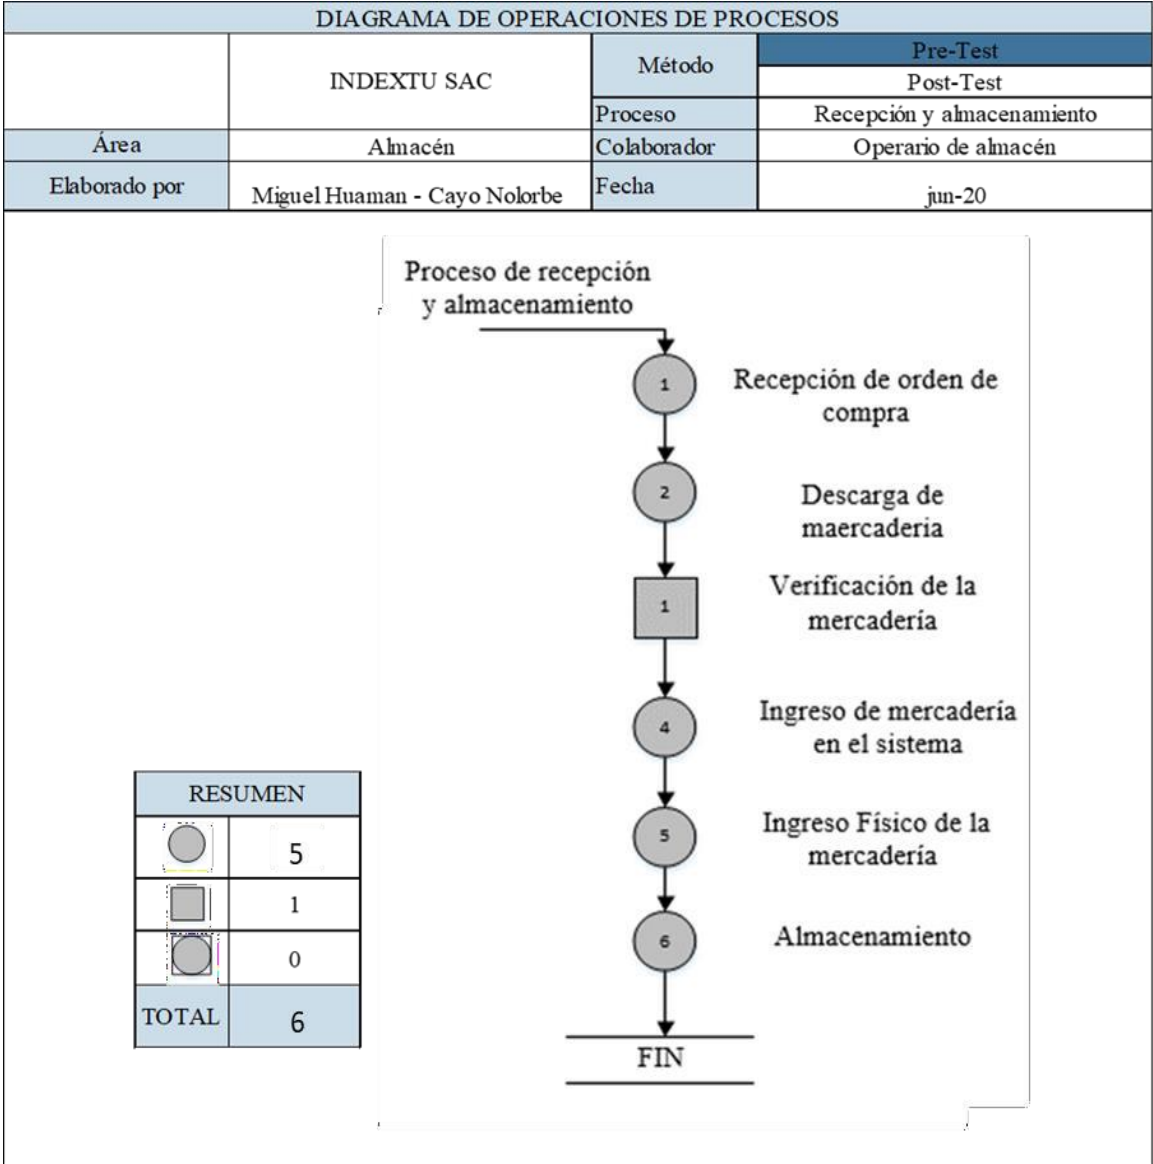 DIAGRAMA DE OPERACIONES DE PROCESOS
INDEXTU SAC
Método
Pre-Test
Post-Test
Proceso
Recepción y almacenamiento
Área
Almacén
Colaborador
Operario de almacén
Elaborado por
Miguel Huaman - Cayo Nolorbe
Fecha
jun-20
Proceso de recepción
y almacenamiento
1
Recepción de orden de
compra
2
Descarga de
maercaderia
1
Verificación de la
mercadería
4
Ingreso de mercadería
en el sistema
5
Ingreso Físico de la
mercadería
6
Almacenamiento
FIN
RESUMEN
5
1
0
TOTAL
6